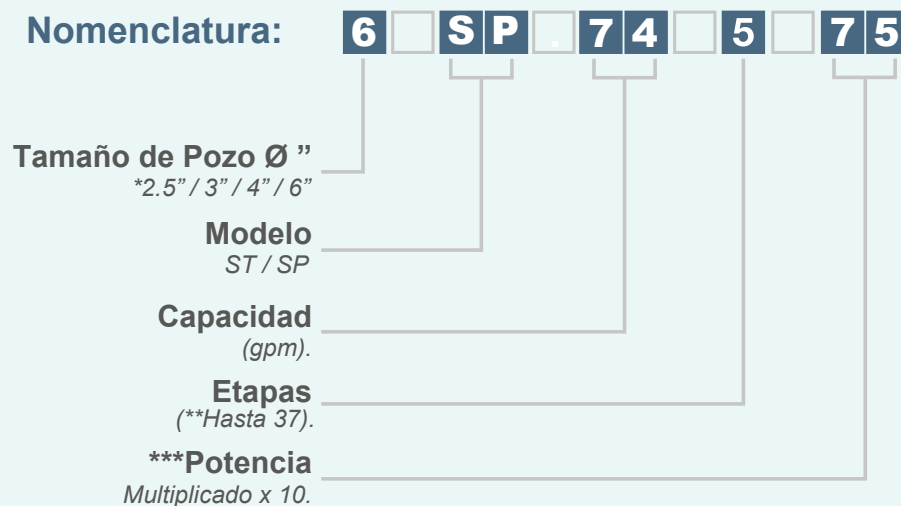 Nomenclatura: 6 SP . 74 5 75
Tamaño de Pozo Ø ”
*2.5” / 3” / 4” / 6”
Modelo
ST / SP
Capacidad
(gpm).
Etapas
(**Hasta 37).
***Potencia
Multiplicado x 10.